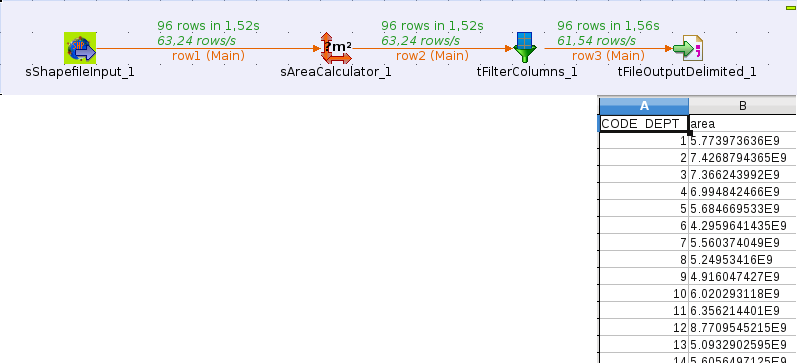 96 rows in 1,52s 96 rows in 1,52s 96 rows in 1,56s
63,24 rows/s 63,24 rows/s 61,54 rows/s
row1 (Main) row2 (Main) row3 (Main)
?m²
sShapefileInput_1 sAreaCalculator_1 tFilterColumns_1 tFileOutputDelimited_1
A B
CODE_DEPT area
1 5.773973636E9
2 7.4268794365E9
3 7.366243992E9
4 6.994842466E9
5 5.684669533E9
6 4.2959641435E9
7 5.560374049E9
8 5.24953416E9
9 4.916047427E9
10 6.020293118E9
11 6.356214401E9
12 8.7709545215E9
13 5.0932902595E9
14 5.6056497125E9